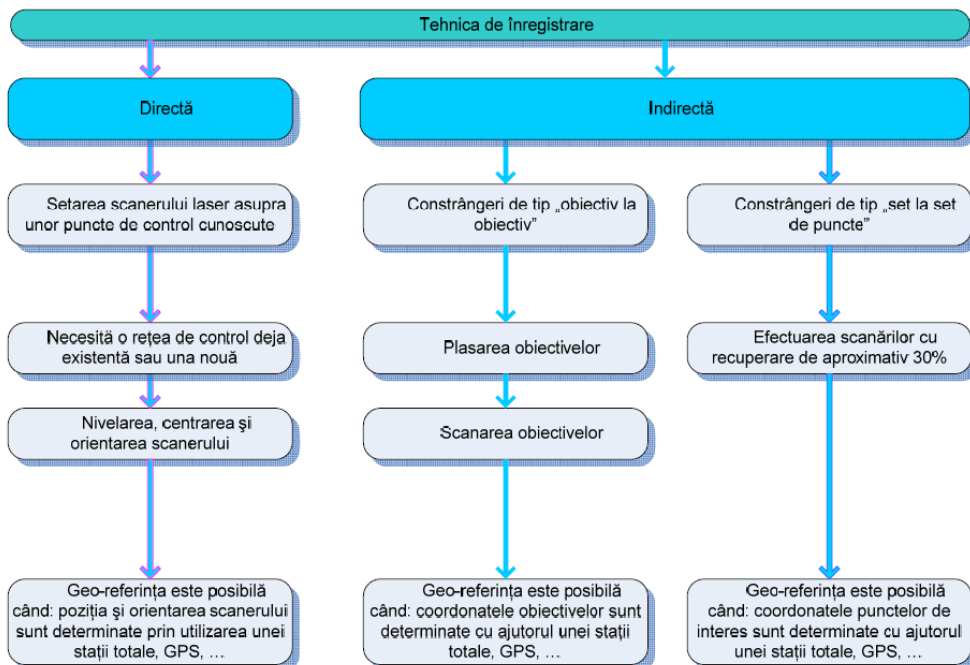 Tehnica de înregistrare
Directă
Indirectă
Setarea scanerului laser asupra
unor puncte de control cunoscute
Constrângeri de tip „obiectiv la
obiectiv”
Constrângeri de tip „set la set
de puncte”
Necesită o rețea de control deja
existentă sau una nouă
Plasarea obiectivelor
Efectuarea scanărilor cu
recuperare de aproximativ 30%
Nivelarea, centrarea şi
orientarea scanerului
Scanarea obiectivelor
Geo-referința este posibilă
când: poziția şi orientarea scanerului
sunt determinate prin utilizarea unei
stații totale, GPS, …
Geo-referința este posibilă
când: coordonatele obiectivelor sunt
determinate cu ajutorul unei stații
totale, GPS, …
Geo-referința este posibilă
când: coordonatele punctelor de
interes sunt determinate cu ajutorul
unei stații totale, GPS, …